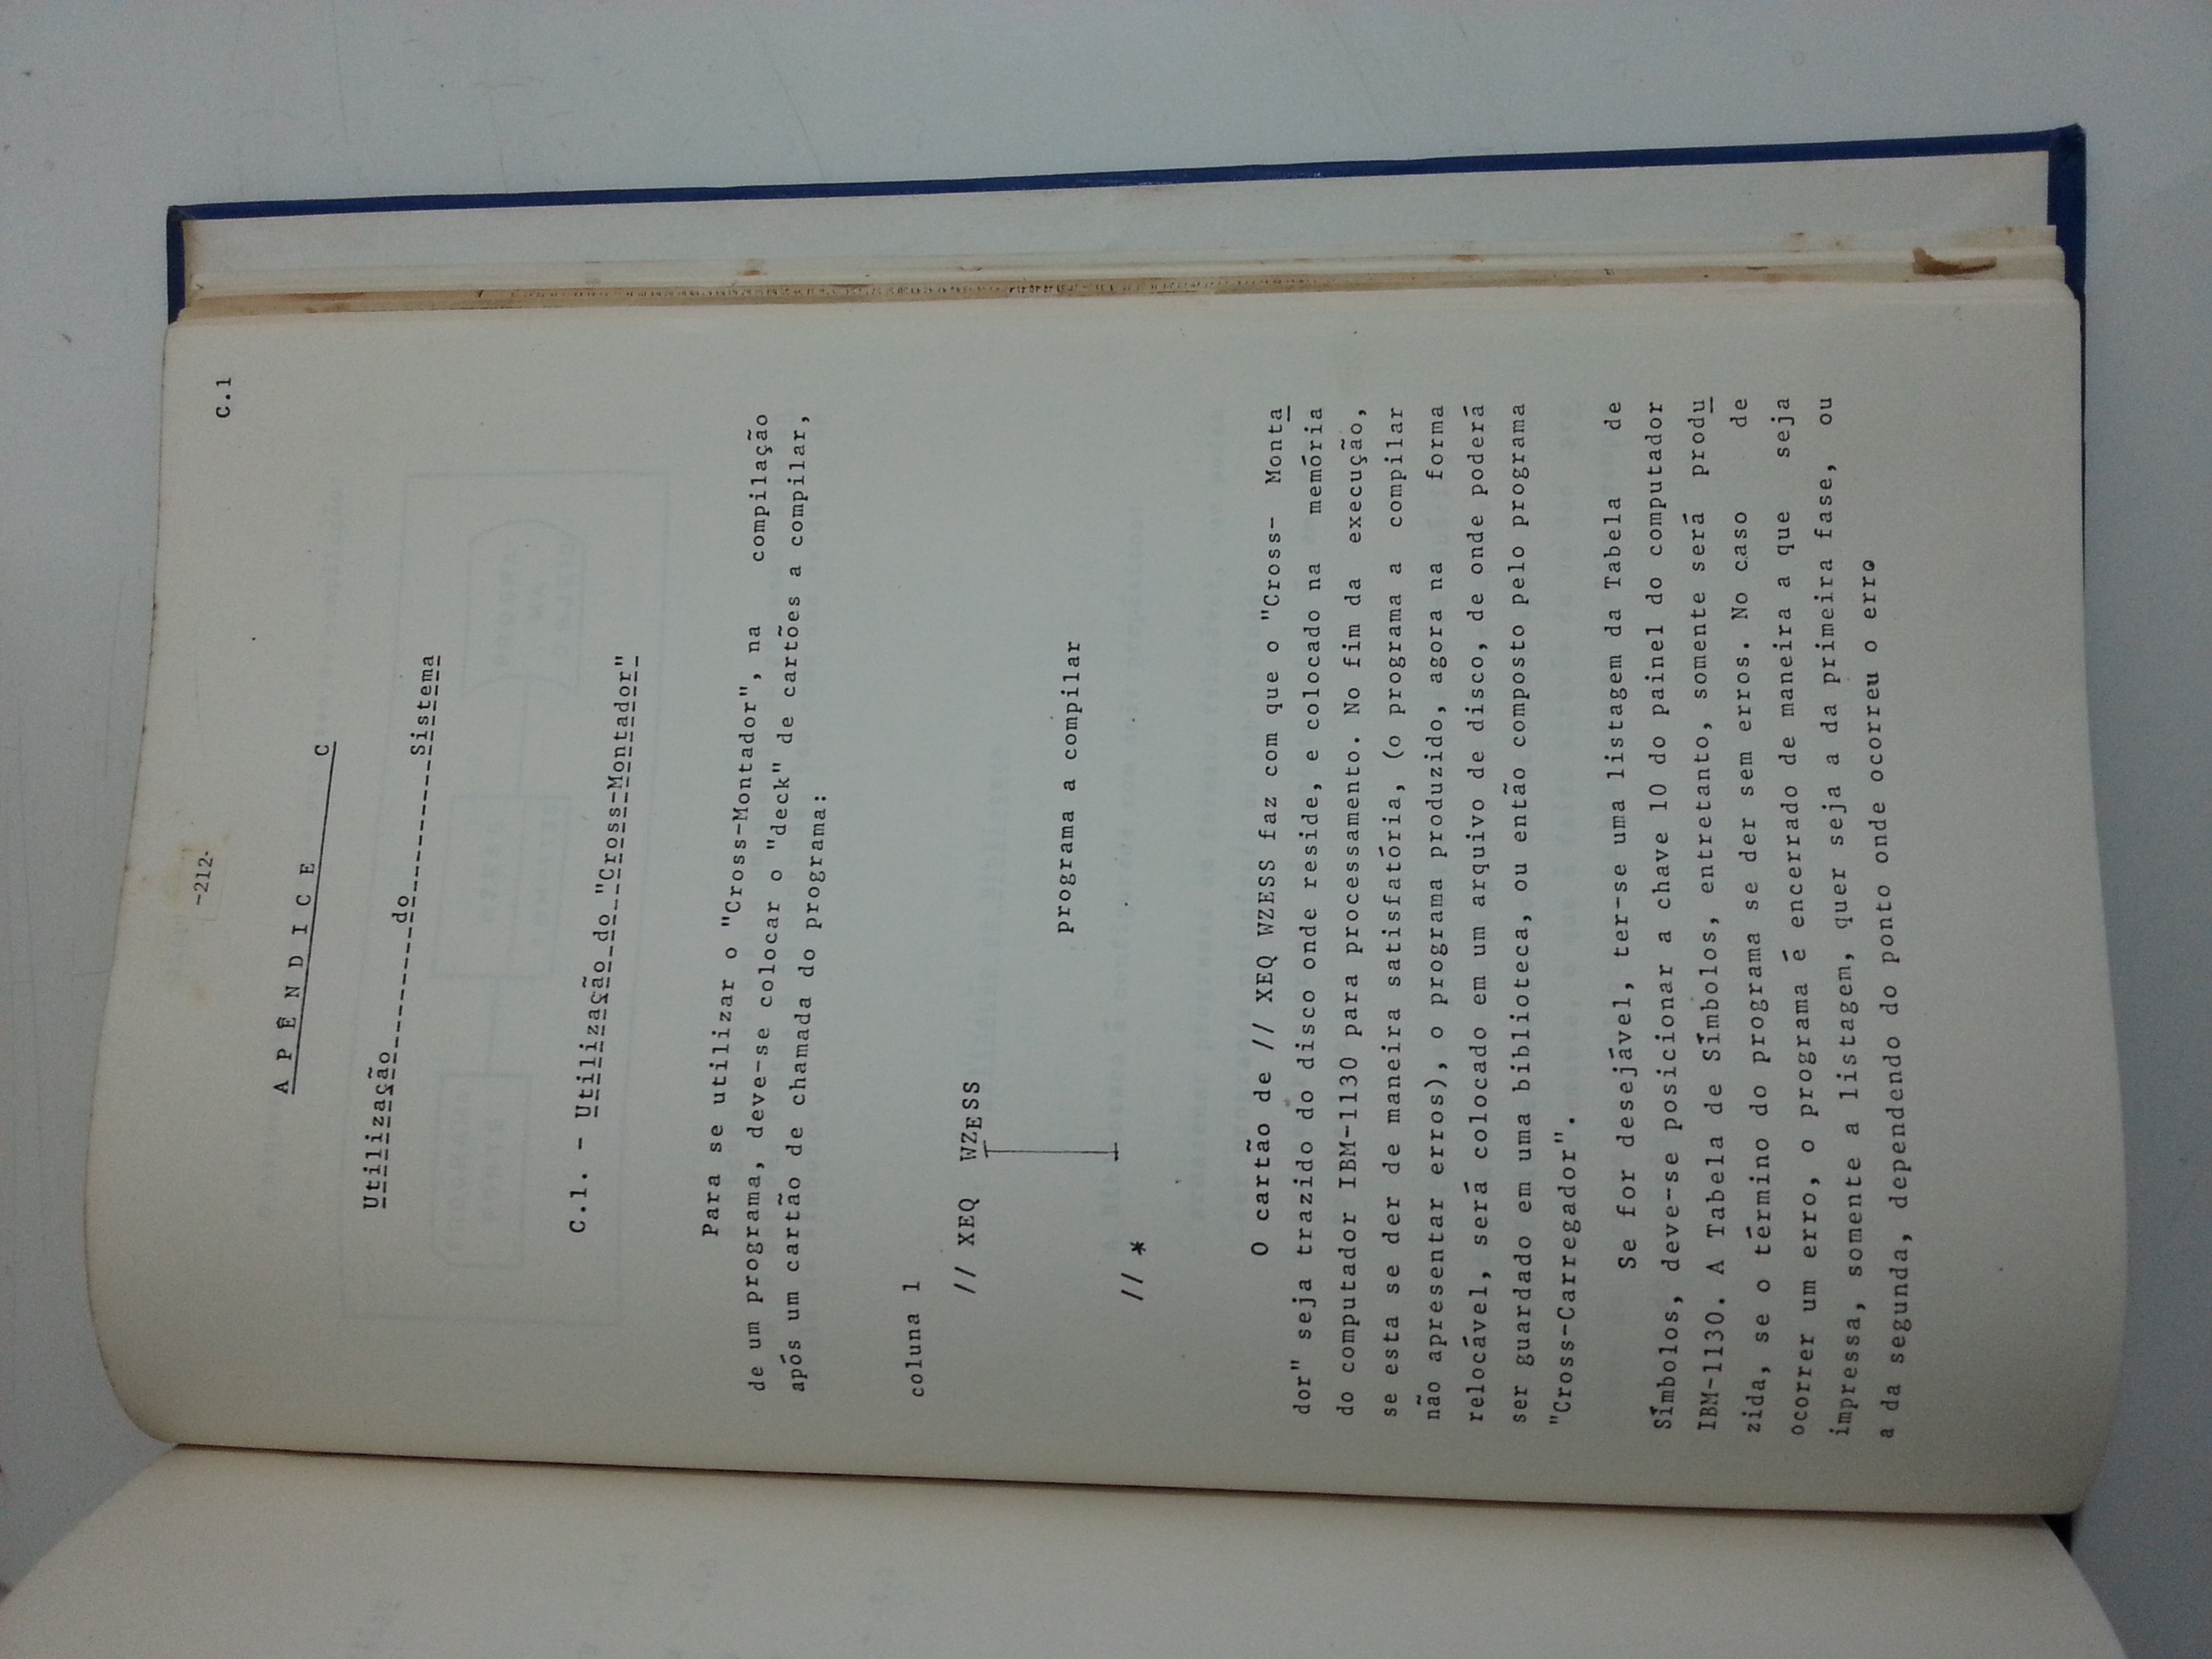 -212-
C.1
A P Ê N D I C E C
Utilização do Sistema
C.1. - Utilização do "Cross-Montador"
Para se utilizar o "Cross-Montador", na compilação
de um programa, deve-se colocar o "deck" de cartões a compilar,
após um cartão de chamada do programa:
coluna 1
// XEQ WZESS
programa a compilar
// *
O cartão de // XEQ WZESS faz com que o "Cross- Monta
dor" seja trazido do disco onde reside, e colocado na memória
do computador IBM-1130 para processamento. No fim da execução,
se esta se der de maneira satisfatória, (o programa a compilar
não apresentar erros), o programa produzido, agora na forma
relocável, será colocado em um arquivo de disco, de onde poderá
ser guardado em uma biblioteca, ou então composto pelo programa
"Cross-Carregador".
Se for desejável, ter-se uma listagem da Tabela de
Símbolos, deve-se posicionar a chave 10 do painel do computador
IBM-1130. A Tabela de Símbolos, entretanto, somente será produ
zida, se o término do programa se der sem erros. No caso de
ocorrer um erro, o programa é encerrado de maneira a que seja
impressa, somente a listagem, quer seja a da primeira fase, ou
a da segunda, dependendo do ponto onde ocorreu o erro